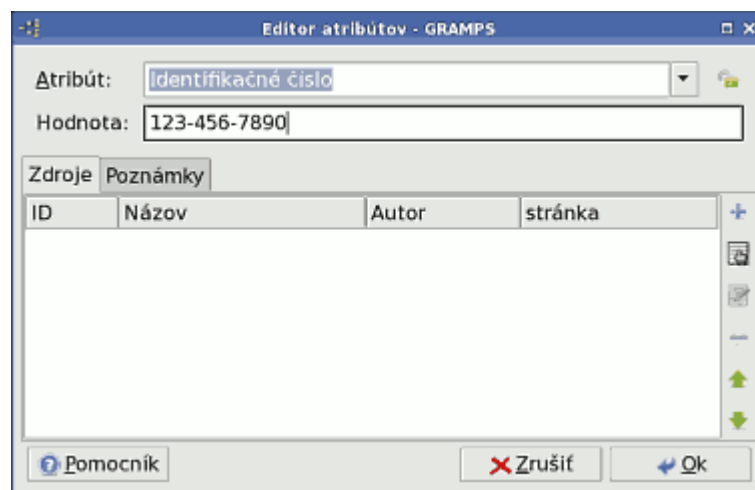 Editor atribútov - GRAMPS
Atribút: Identifikačné číslo
Hodnota: 123-456-7890
Zdroje Poznámky
ID Názov Autor stránka
Pomocník Zrušiť Ok